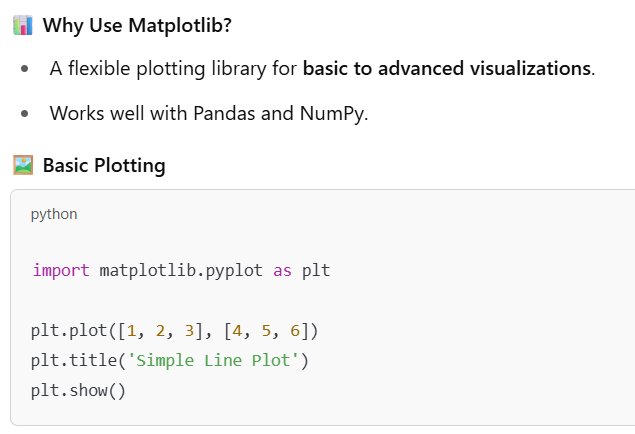 📊 Why Use Matplotlib?
• A flexible plotting library for basic to advanced visualizations.
• Works well with Pandas and NumPy.
🖼️ Basic Plotting
python
import matplotlib.pyplot as plt
plt.plot([1, 2, 3], [4, 5, 6])
plt.title('Simple Line Plot')
plt.show()